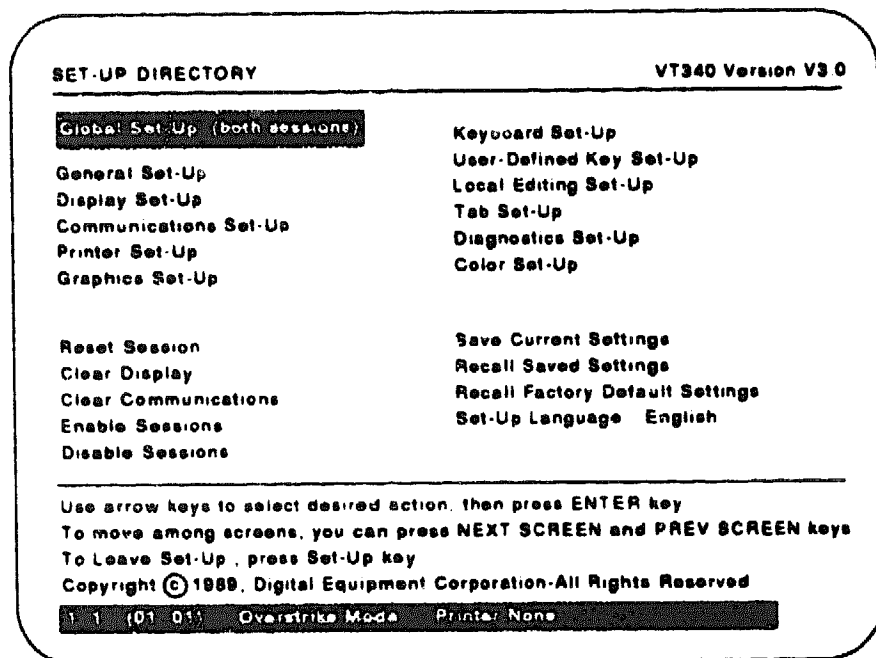 SET-UP DIRECTORY VT340 Version V3.0
Global Set-Up (both sessions)
General Set-Up
Display Set-Up
Communications Set-Up
Printer Set-Up
Graphics Set-Up
Keyboard Set-Up
User-Defined Key Set-Up
Local Editing Set-Up
Tab Set-Up
Diagnostics Set-Up
Color Set-Up
Reset Session
Clear Display
Clear Communications
Enable Sessions
Disable Sessions
Save Current Settings
Recall Saved Settings
Recall Factory Default Settings
Set-Up Language English
Use arrow keys to select desired action, then press ENTER key
To move among screens, you can press NEXT SCREEN and PREV SCREEN keys
To Leave Set-Up , press Set-Up key
Copyright © 1989, Digital Equipment Corporation-All Rights Reserved
1 1 (01 01) Overstrike Mode Printer None